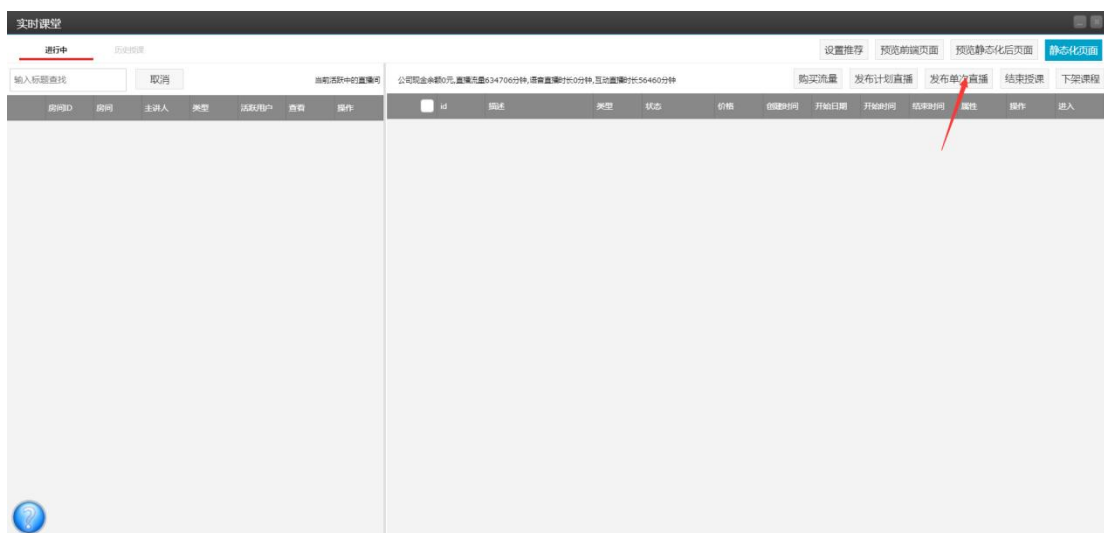 实时课堂
进行中 历史授课 设置推荐 预览前端页面 预览静态化后页面 静态化页面
输入标题查找 取消 当前活跃中的直播间 公司现金余额0元,直播流量634706分钟,语音直播时长0分钟,互动直播时长56460分钟 购买流量 发布计划直播 发布单次直播 结束授课 下架课程
房间ID 房间 主讲人 类型 活跃用户 查看 操作 id 描述 类型 状态 价格 创建时间 开始日期 开始时间 结束时间 属性 操作 进入